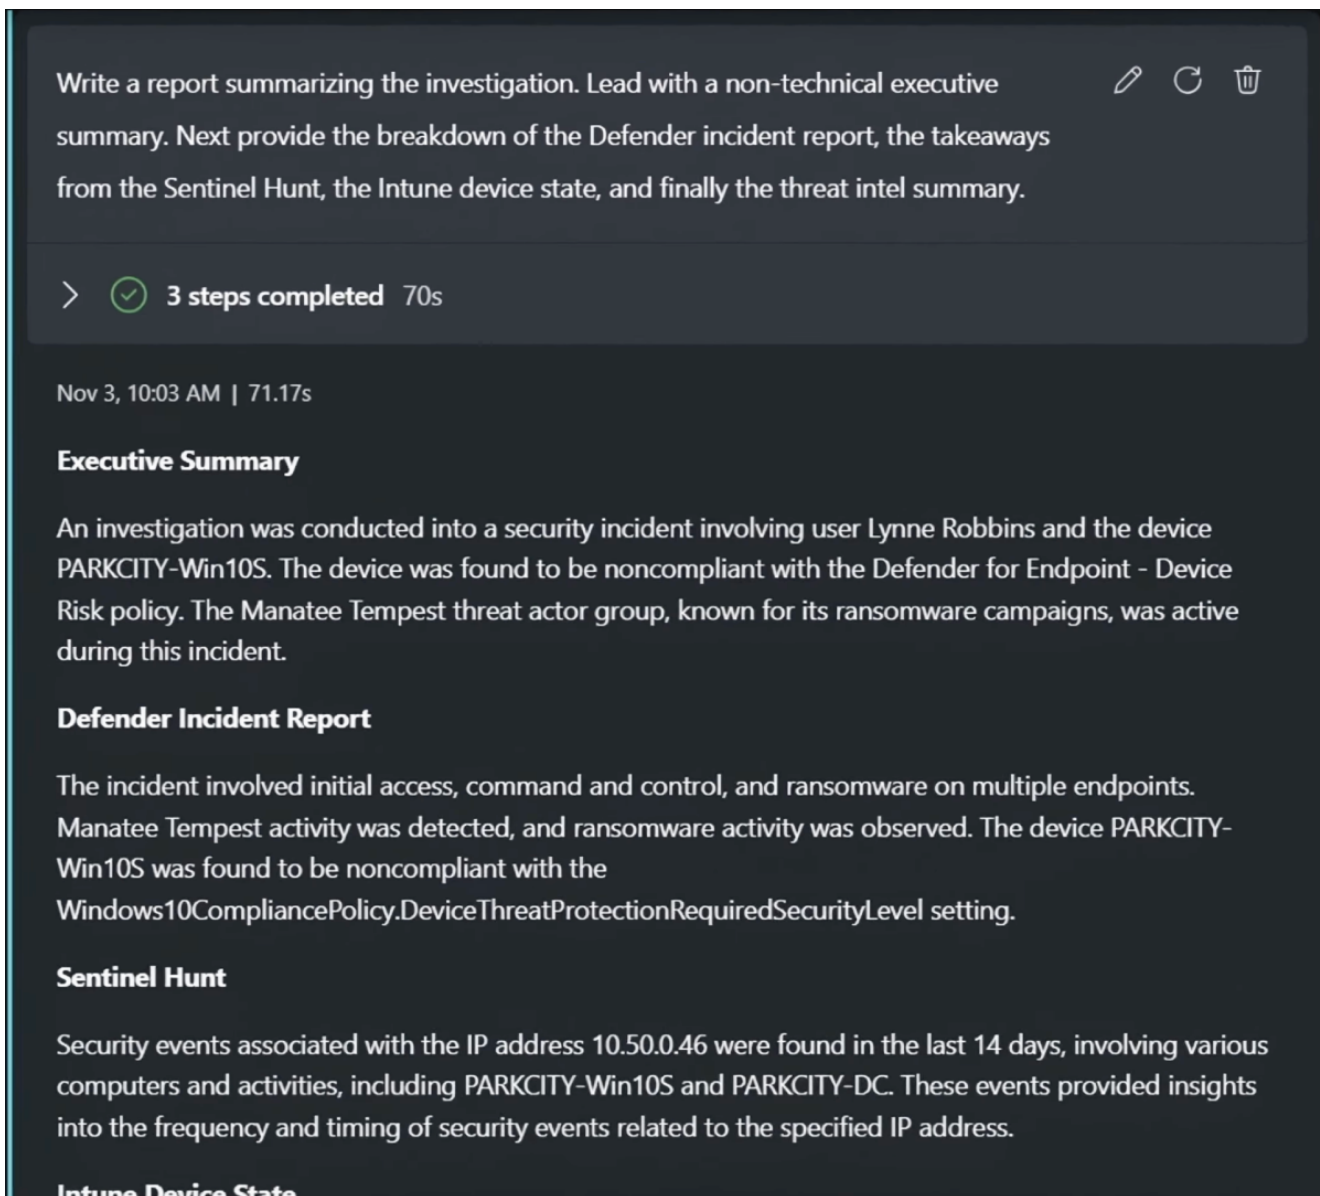 Write a report summarizing the investigation. Lead with a non-technical executive
summary. Next provide the breakdown of the Defender incident report, the takeaways
from the Sentinel Hunt, the Intune device state, and finally the threat intel summary.
3 steps completed 70s
Nov 3, 10:03 AM | 71.17s
Executive Summary
An investigation was conducted into a security incident involving user Lynne Robbins and the device
PARKCITY-Win10S. The device was found to be noncompliant with the Defender for Endpoint - Device
Risk policy. The Manatee Tempest threat actor group, known for its ransomware campaigns, was active
during this incident.
Defender Incident Report
The incident involved initial access, command and control, and ransomware on multiple endpoints.
Manatee Tempest activity was detected, and ransomware activity was observed. The device PARKCITY-
Win10S was found to be noncompliant with the
Windows10CompliancePolicy.DeviceThreatProtectionRequiredSecurityLevel setting.
Sentinel Hunt
Security events associated with the IP address 10.50.0.46 were found in the last 14 days, involving various
computers and activities, including PARKCITY-Win10S and PARKCITY-DC. These events provided insights
into the frequency and timing of security events related to the specified IP address.
Intune Device State